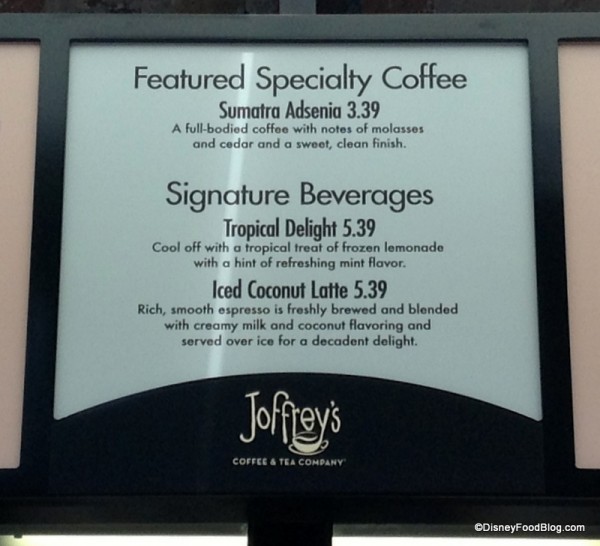 Featured Specialty Coffee
Sumatra Adsenia 3.39
A full-bodied coffee with notes of molasses
and cedar and a sweet, clean finish.
Signature Beverages
Tropical Delight 5.39
Cool off with a tropical treat of frozen lemonade
with a hint of refreshing mint flavor.
Iced Coconut Latte 5.39
Rich, smooth espresso is freshly brewed and blended
with creamy milk and coconut flavoring and
served over ice for a decadent delight.
Joffrey's
COFFEE & TEA COMPANY
©DisneyFoodBlog.com